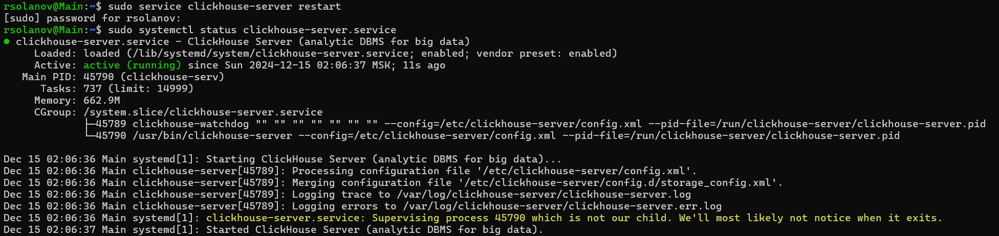 rsolanov@Main:~$ sudo service clickhouse-server restart
[sudo] password for rsolanov:
rsolanov@Main:~$ sudo systemctl status clickhouse-server.service
● clickhouse-server.service - ClickHouse Server (analytic DBMS for big data)
     Loaded: loaded (/lib/systemd/system/clickhouse-server.service; enabled; vendor preset: enabled)
     Active: active (running) since Sun 2024-12-15 02:06:37 MSK; 11s ago
   Main PID: 45790 (clickhouse-serv)
      Tasks: 737 (limit: 14999)
     Memory: 662.9M
     CGroup: /system.slice/clickhouse-server.service
             ├─45789 clickhouse-watchdog "" "" "" "" "" "" "" --config=/etc/clickhouse-server/config.xml --pid-file=/run/clickhouse-server/clickhouse-server.pid
             └─45790 /usr/bin/clickhouse-server --config=/etc/clickhouse-server/config.xml --pid-file=/run/clickhouse-server/clickhouse-server.pid

Dec 15 02:06:36 Main systemd[1]: Starting ClickHouse Server (analytic DBMS for big data)...
Dec 15 02:06:36 Main clickhouse-server[45789]: Processing configuration file '/etc/clickhouse-server/config.xml'.
Dec 15 02:06:36 Main clickhouse-server[45789]: Merging configuration file '/etc/clickhouse-server/config.d/storage_config.xml'.
Dec 15 02:06:36 Main clickhouse-server[45789]: Logging trace to /var/log/clickhouse-server/clickhouse-server.log
Dec 15 02:06:36 Main clickhouse-server[45789]: Logging errors to /var/log/clickhouse-server/clickhouse-server.err.log
Dec 15 02:06:36 Main systemd[1]: clickhouse-server.service: Supervising process 45790 which is not our child. We'll most likely not notice when it exits.
Dec 15 02:06:37 Main systemd[1]: Started ClickHouse Server (analytic DBMS for big data).